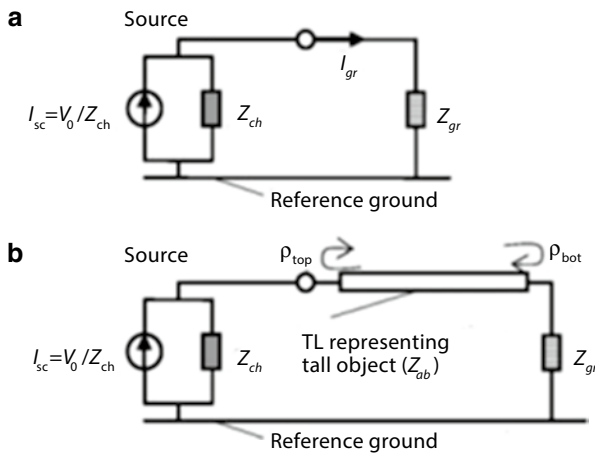 a
Source
I_gr
I_sc=V_0/Z_ch
Z_ch
Z_gr
Reference ground
b
Source
ρ_top
ρ_bot
I_sc=V_0/Z_ch
Z_ch
TL representing
tall object (Z_ab)
Z_gr
Reference ground